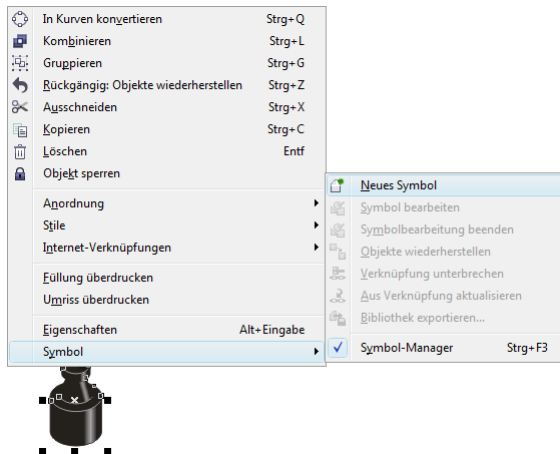 In Kurven konvertieren Strg+Q
Kombinieren Strg+L
Gruppieren Strg+G
Rückgängig: Objekte wiederherstellen Strg+Z
Ausschneiden Strg+X
Kopieren Strg+C
Löschen Entf
Objekt sperren
Anordnung
Stile
Internet-Verknüpfungen
Füllung überdrucken
Umriss überdrucken
Eigenschaften Alt+Eingabe
Symbol
Neues Symbol
Symbol bearbeiten
Symbolbearbeitung beenden
Objekte wiederherstellen
Verknüpfung unterbrechen
Aus Verknüpfung aktualisieren
Bibliothek exportieren...
Symbol-Manager Strg+F3